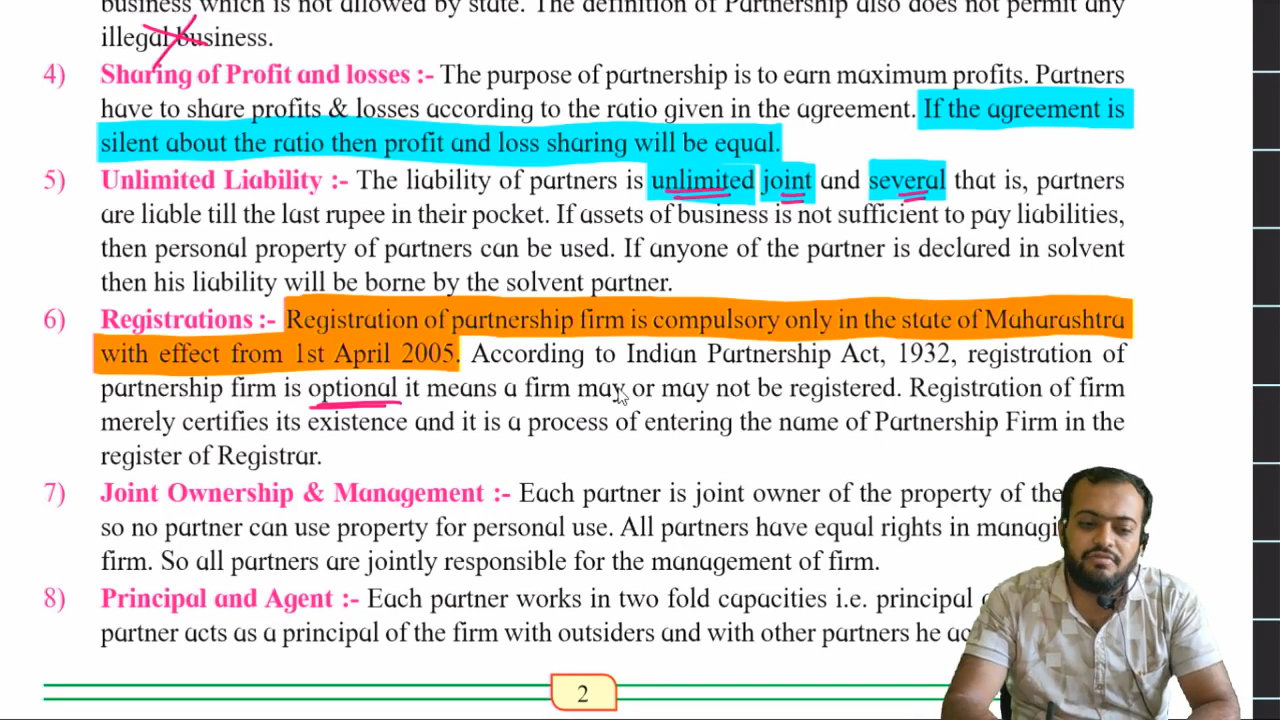 business which is not allowed by state. The definition of Partnership also does not permit any
illegal business.
4) Sharing of Profit and losses :- The purpose of partnership is to earn maximum profits. Partners
have to share profits & losses according to the ratio given in the agreement. If the agreement is
silent about the ratio then profit and loss sharing will be equal.
5) Unlimited Liability :- The liability of partners is unlimited joint and several that is, partners
are liable till the last rupee in their pocket. If assets of business is not sufficient to pay liabilities,
then personal property of partners can be used. If anyone of the partner is declared in solvent
then his liability will be borne by the solvent partner.
6) Registrations :- Registration of partnership firm is compulsory only in the state of Maharashtra
with effect from 1st April 2005. According to Indian Partnership Act, 1932, registration of
partnership firm is optional it means a firm may or may not be registered. Registration of firm
merely certifies its existence and it is a process of entering the name of Partnership Firm in the
register of Registrar.
7) Joint Ownership & Management :- Each partner is joint owner of the property of the
so no partner can use property for personal use. All partners have equal rights in managi
firm. So all partners are jointly responsible for the management of firm.
8) Principal and Agent :- Each partner works in two fold capacities i.e. principal
partner acts as a principal of the firm with outsiders and with other partners he ac
2